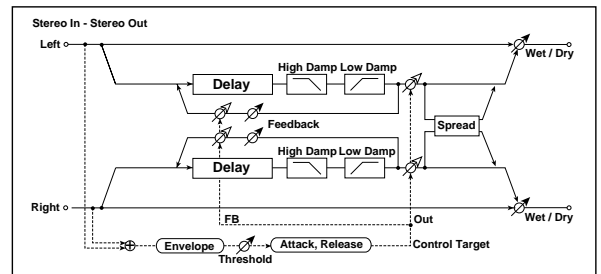 Stereo In - Stereo Out
Left
Wet / Dry
High Damp Low Damp
Delay
Feedback
Spread
High Damp Low Damp
Delay
Right
Wet / Dry
FB
Out
Envelope
Threshold
Attack, Release
Control Target